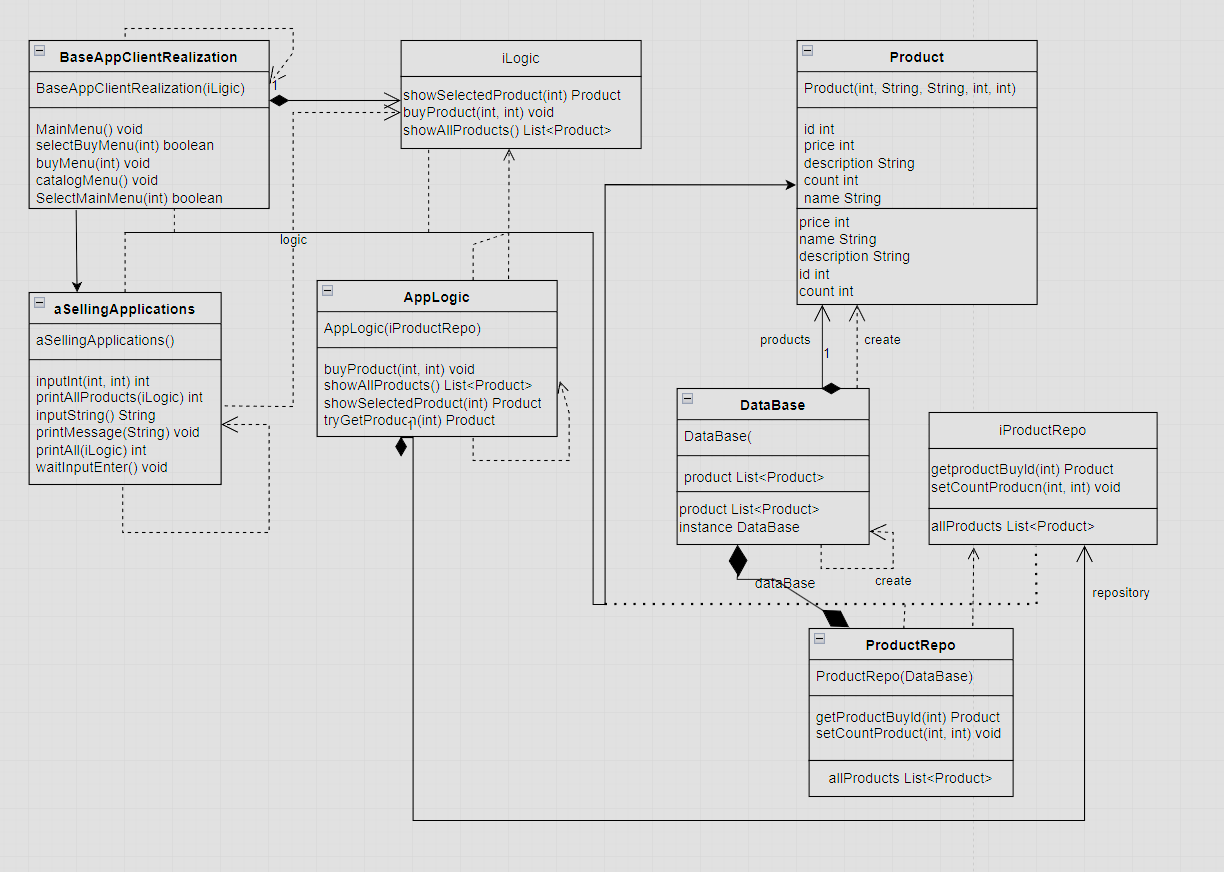 BaseAppClientRealization
BaseAppClientRealization(iLigic)
MainMenu() void
selectBuyMenu(int) boolean
buyMenu(int) void
catalogMenu() void
SelectMainMenu(int) boolean
1
iLogic
showSelectedProduct(int) Product
buyProduct(int, int) void
showAllProducts() List<Product>
Product
Product(int, String, String, int, int)
id int
price int
description String
count int
name String
price int
name String
description String
id int
count int
logic
aSellingApplications
aSellingApplications()
inputInt(int, int) int
printAllProducts(iLogic) int
inputString() String
printMessage(String) void
printAll(iLogic) int
waitInputEnter() void
AppLogic
AppLogic(iProductRepo)
buyProduct(int, int) void
showAllProducts() List<Product>
showSelectedProduct(int) Product
tryGetProducn(int) Product
1
products
1
create
DataBase
DataBase(
product List<Product>
product List<Product>
instance DataBase
create
dataBase
iProductRepo
getproductBuyId(int) Product
setCountProducn(int, int) void
allProducts List<Product>
repository
ProductRepo
ProductRepo(DataBase)
getProductBuyId(int) Product
setCountProduct(int, int) void
allProducts List<Product>